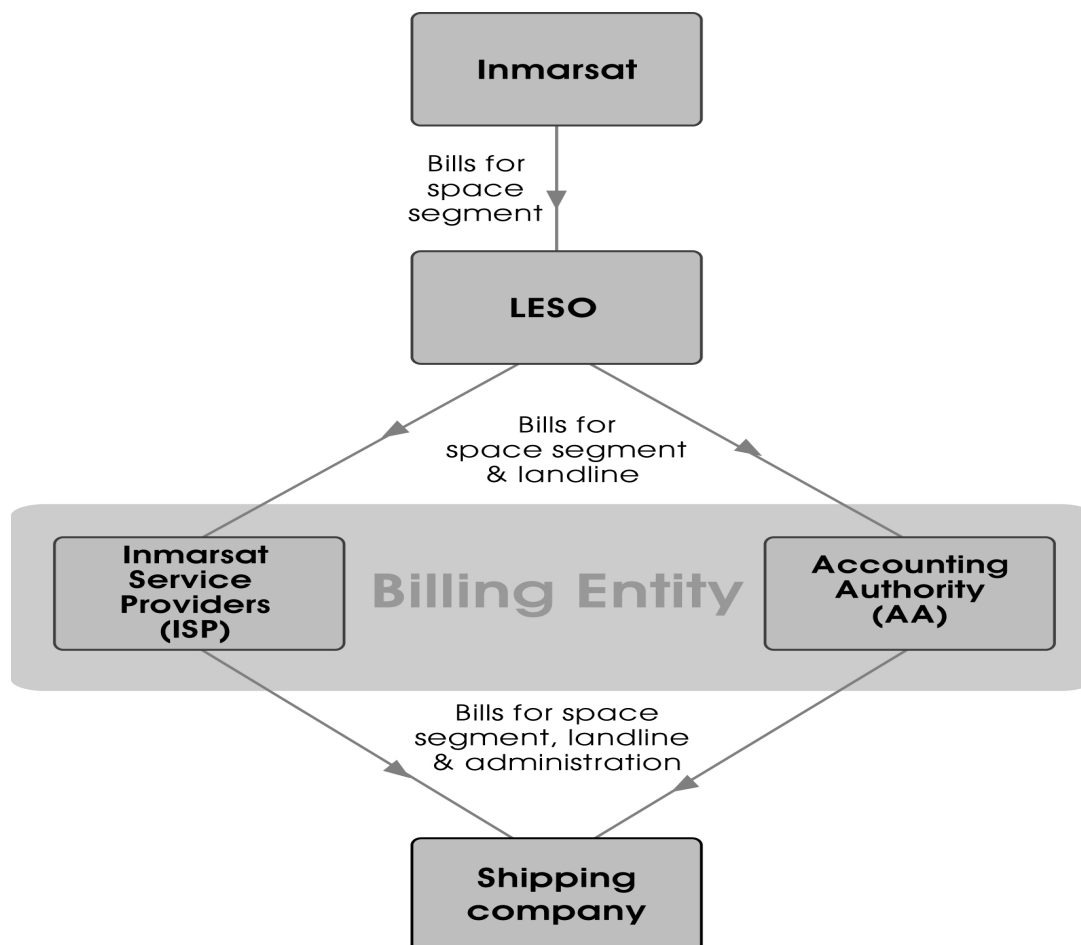 Inmarsat
Bills for
space
segment
LESO
Bills for
space segment
& landline
Inmarsat
Service
Providers
(ISP)
Billing Entity
Accounting
Authority
(AA)
Bills for space
segment, landline
& administration
Shipping
company